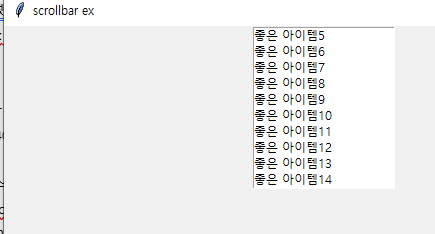 scrollbar ex
좋은 아이템5
좋은 아이템6
좋은 아이템7
좋은 아이템8
좋은 아이템9
좋은 아이템10
좋은 아이템11
좋은 아이템12
좋은 아이템13
좋은 아이템14